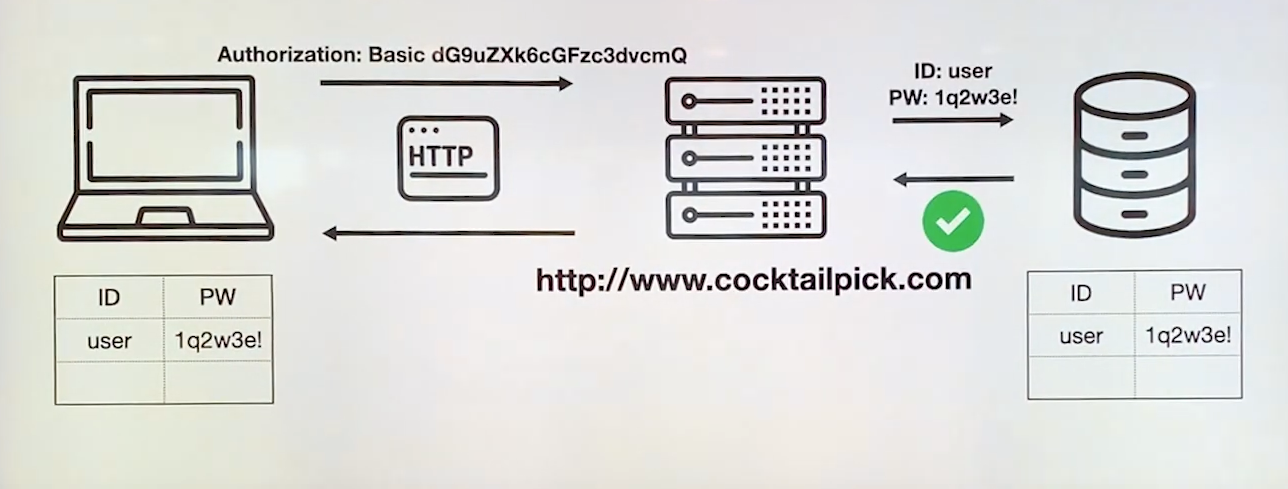 Authorization: Basic dG9uZXk6cGFzc3dvcmQ
HTTP
ID: user
PW: 1q2w3e!
http://www.cocktailpick.com
ID PW
user 1q2w3e!
ID PW
user 1q2w3e!